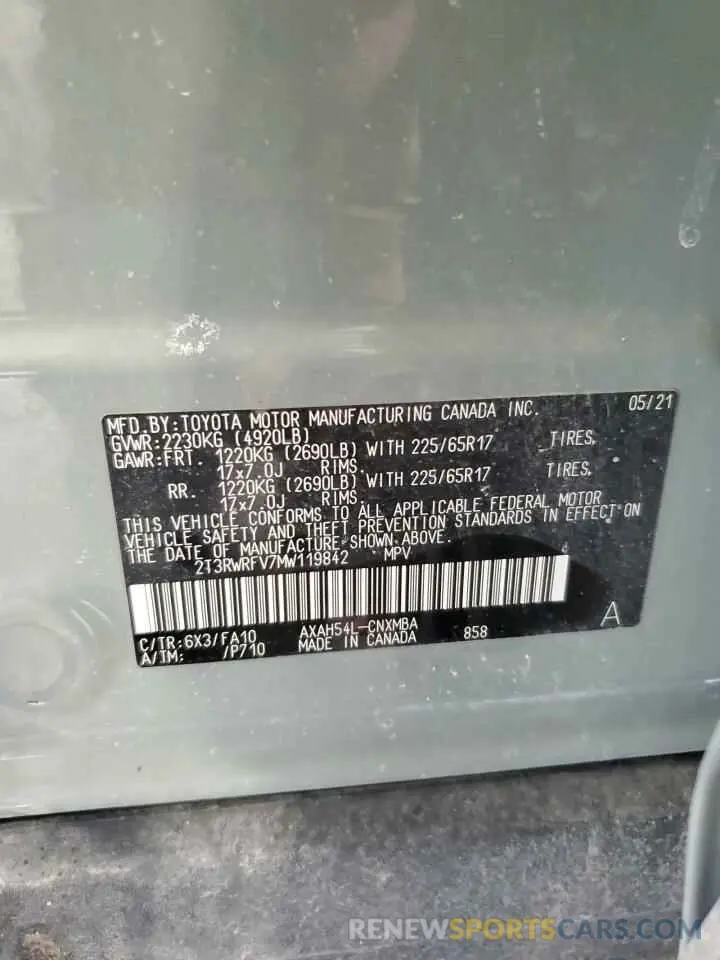 MFD.BY:TOYOTA MOTOR MANUFACTURING CANADA INC. 05/21
GVWR:2230KG (4920LB)
GAWR:FRT. 1220KG (2690LB) WITH 225/65R17 TIRES,
17x7.0J RIMS.
RR. 1220KG (2690LB) WITH 225/65R17 TIRES,
17x7.0J RIMS.
THIS VEHICLE CONFORMS TO ALL APPLICABLE FEDERAL MOTOR
VEHICLE SAFETY AND THEFT PREVENTION STANDARDS IN EFFECT ON
THE DATE OF MANUFACTURE SHOWN ABOVE.
2T3RWRFV7MW119842 MPV
C/TR:6X3/FA10 AXAH54L-CNXMBA 858 A
A/TM: /P710 MADE IN CANADA
RENEWSPORTSCARS.COM